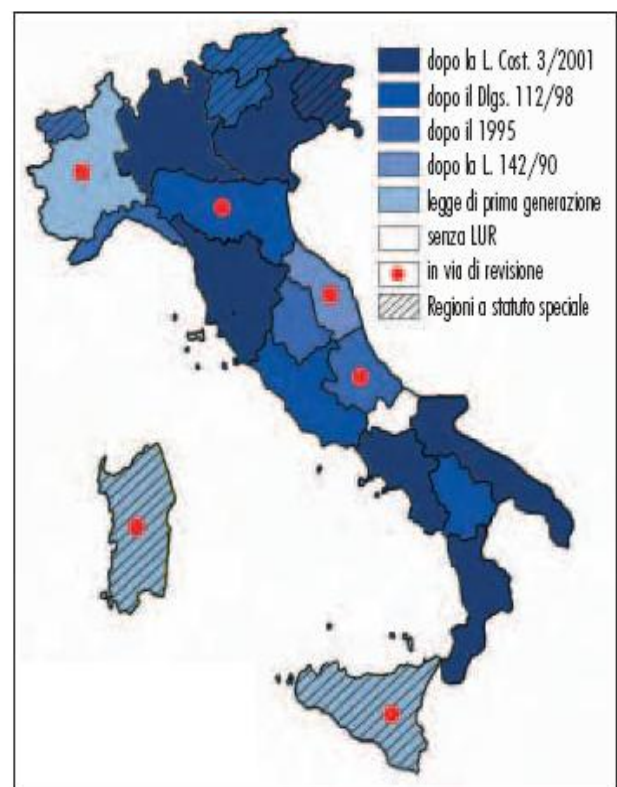 dopo la L. Cost. 3/2001
dopo il Dlgs. 112/98
dopo il 1995
dopo la L. 142/90
legge di prima generazione
senza LUR
in via di revisione
Regioni a statuto speciale